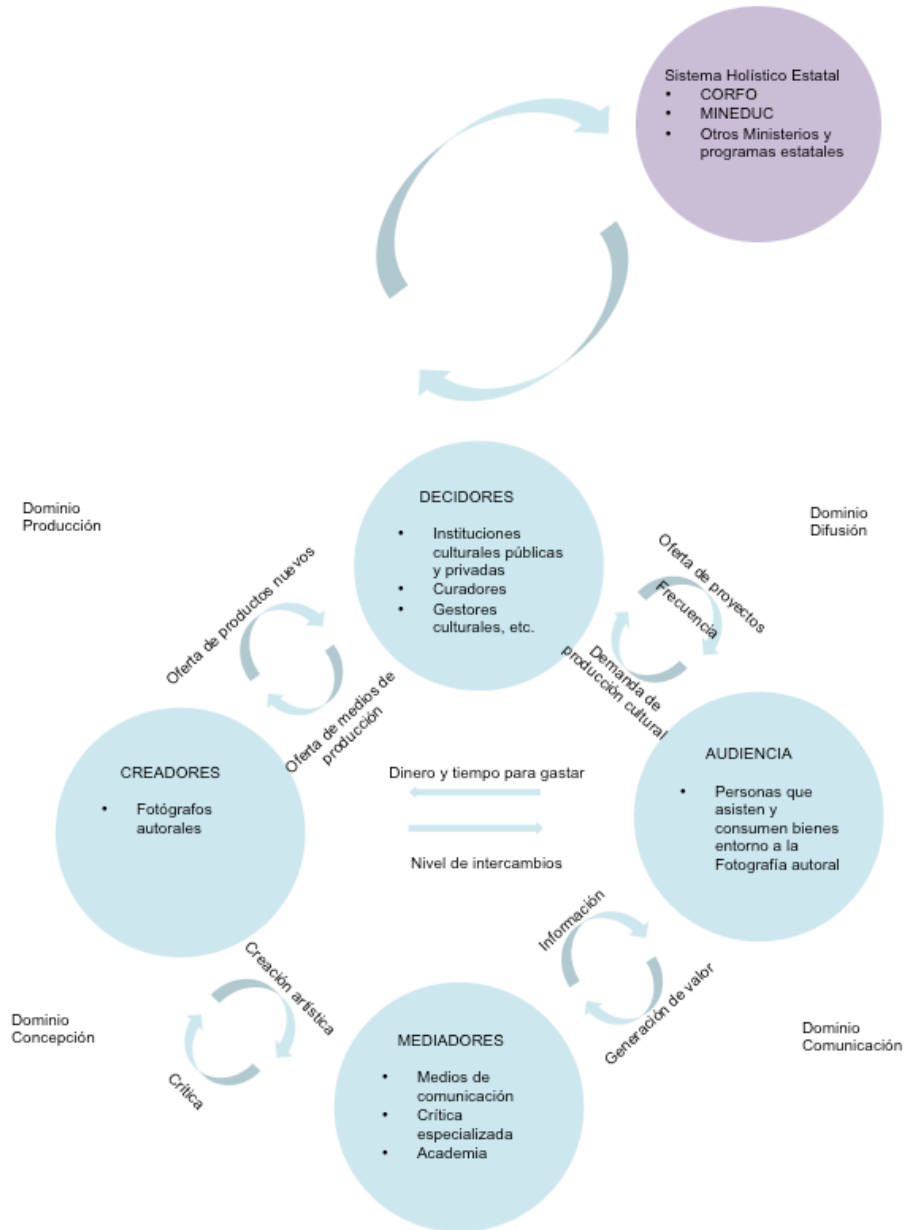 Sistema Holístico Estatal
• CORFO
• MINEDUC
• Otros Ministerios y
programas estatales
Dominio
Producción
DECIDORES
• Instituciones
culturales públicas
y privadas
• Curadores
• Gestores
culturales, etc.
Dominio
Difusión
Oferta de productos nuevos
Oferta de medios de
producción
Oferta de proyectos
Frecuencia
Demanda de
producción cultural
CREADORES
• Fotógrafos
autorales
Dinero y tiempo para gastar
Nivel de intercambios
AUDIENCIA
• Personas que
asisten y
consumen bienes
entorno a la
Fotografía autoral
Dominio
Concepción
Creación artística
Crítica
MEDIADORES
• Medios de
comunicación
• Crítica
especializada
• Academia
Información
Generación de valor
Dominio
Comunicación